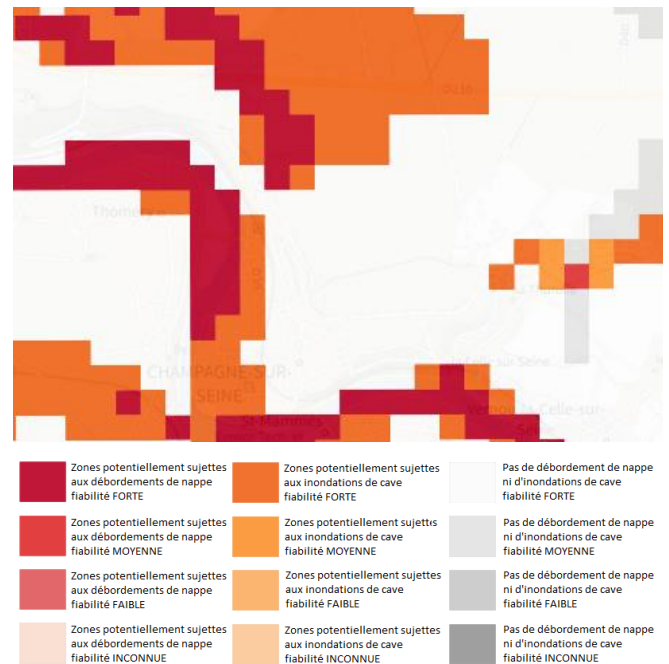 D210
Thomery
CHAMPAGNE-SUR-
SEINE
St-Mammès
la Celle-sur-Seine
Vernou-la-Celle-sur-
Seine
Zones potentiellement sujettes
aux débordements de nappe
fiabilité FORTE
Zones potentiellement sujettes
aux inondations de cave
fiabilité FORTE
Pas de débordement de nappe
ni d'inondations de cave
fiabilité FORTE
Zones potentiellement sujettes
aux débordements de nappe
fiabilité MOYENNE
Zones potentiellement sujettis
aux inondations de cave
fiabilité MOYENNE
Pas de débordement de nappe
ni d'inondations de cave
fiabilité MOYENNE
Zones potentiellement sujettes
aux débordements de nappe
fiabilité FAIBLE
Zones potentiellement sujettes
aux inondations de cave
fiabilité FAIBLE
Pas de débordement de nappe
ni d'inondations de cave
fiabilité FAIBLE
Zones potentiellement sujettes
aux débordements de nappe
fiabilité INCONNUE
Zones potentiellement sujettes
aux inondations de cave
fiabilité INCONNUE
Pas de débordement de nappe
ni d'inondations de cave
fiabilité INCONNUE